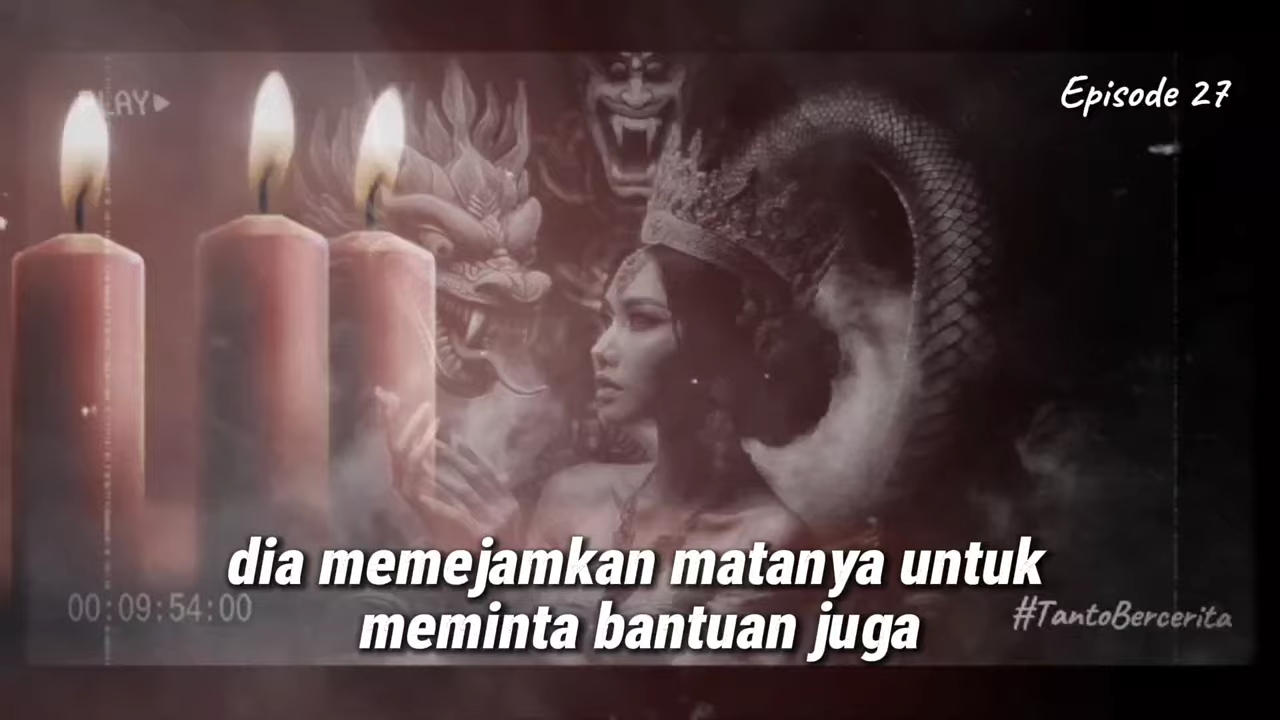 PLAY
Episode 27
dia memejamkan matanya untuk
meminta bantuan juga
00:09:54:00
#TantoBercerita